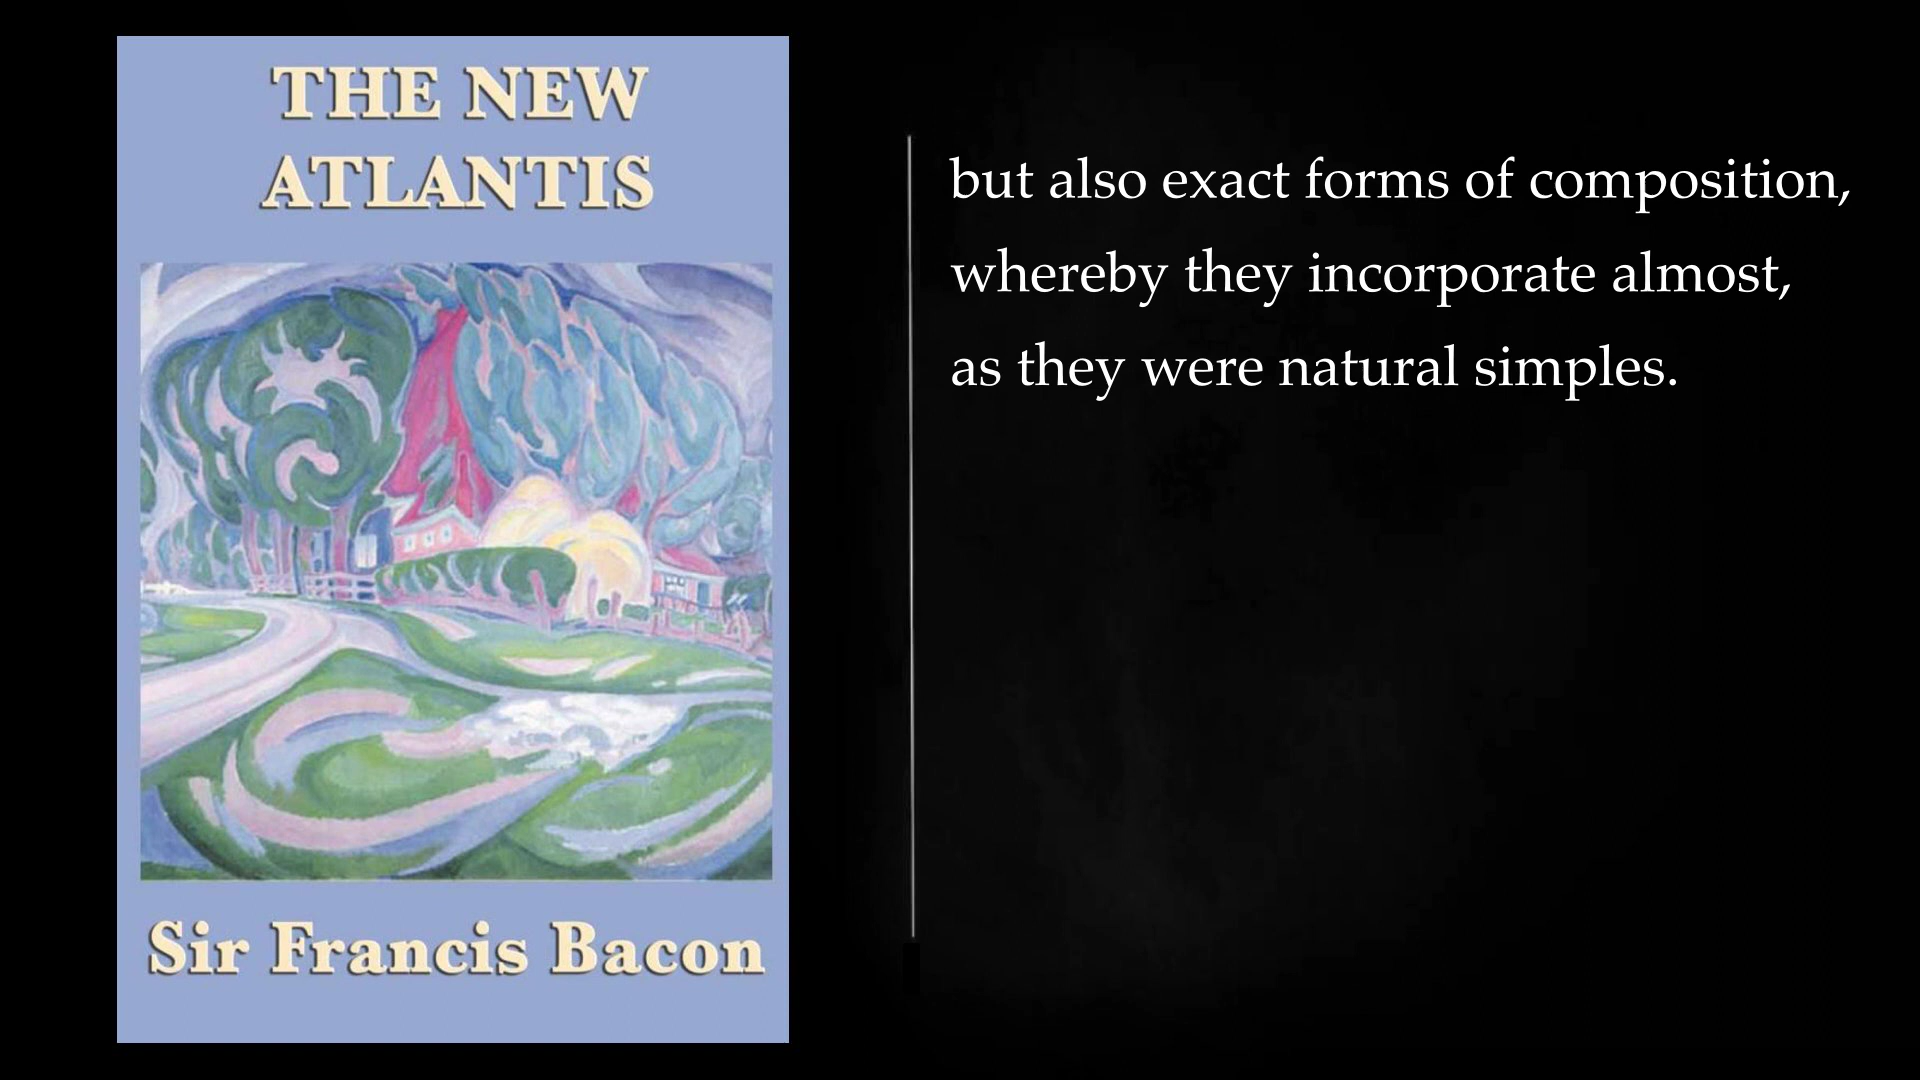 THE NEW
ATLANTIS
Sir Francis Bacon
but also exact forms of composition,
whereby they incorporate almost,
as they were natural simples.